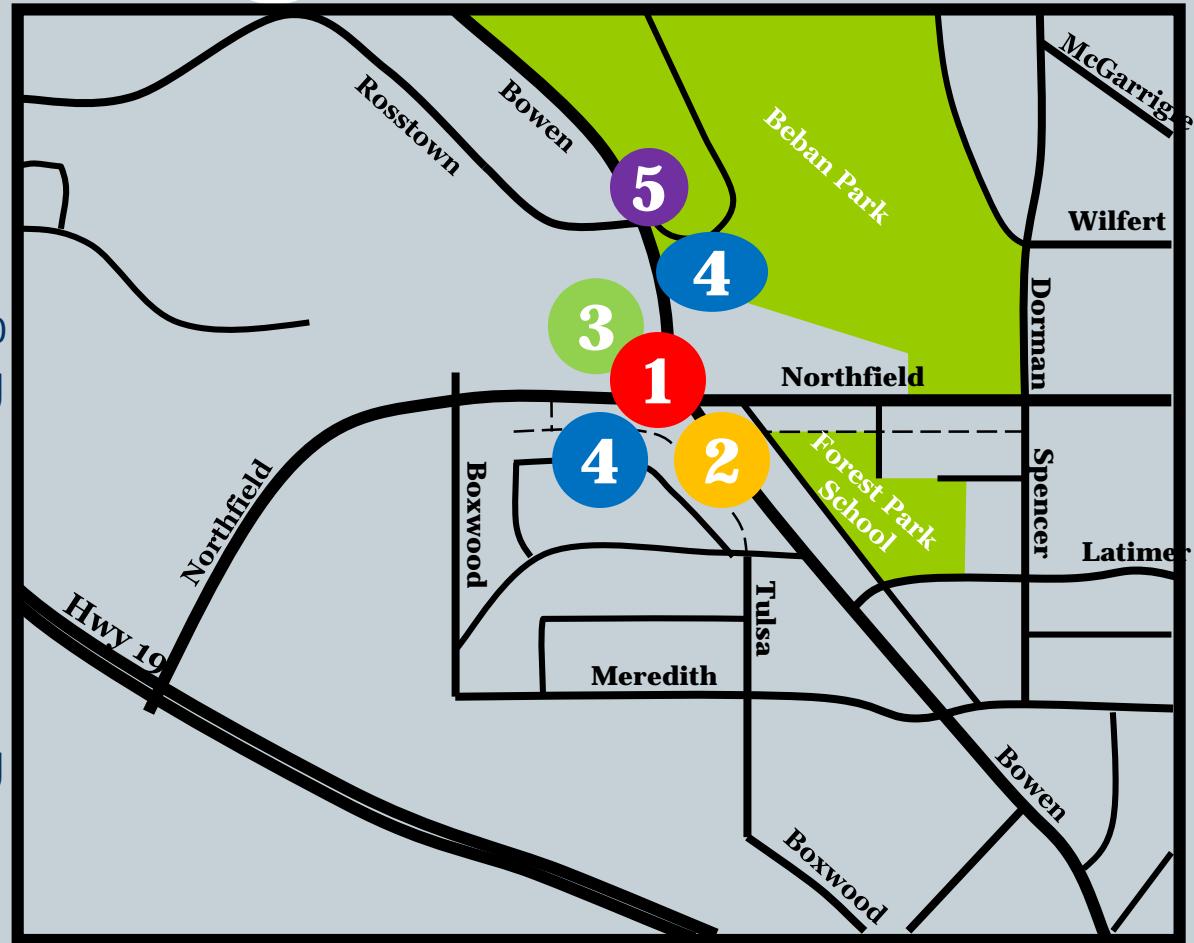 McGarrigle
Bowen
Rosstown
Beban Park
5
Wilfert
4
Dorman
3
1
Northfield
4
2
Forest Park
School
Boxwood
Spencer
Northfield
Latimer
Tulsa
Hwy 19
Meredith
Bowen
Boxwood